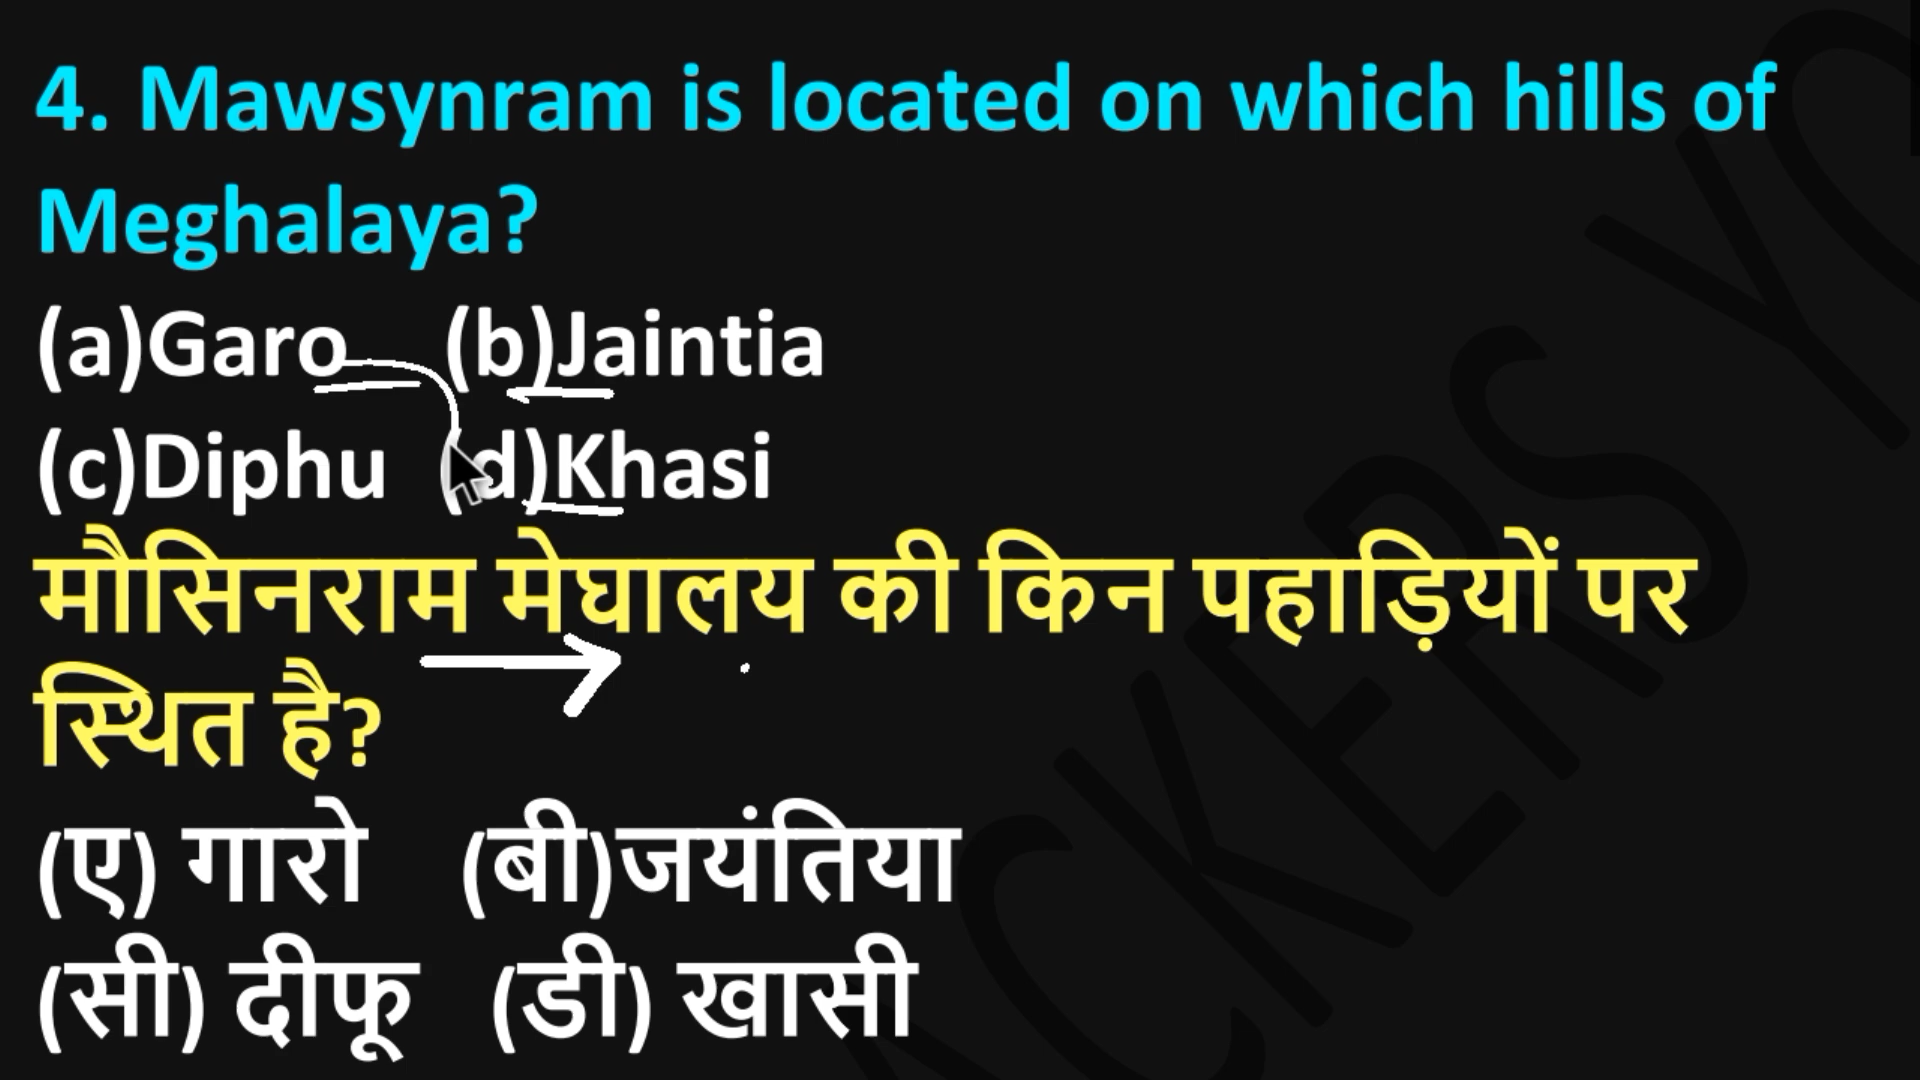 4. Mawsynram is located on which hills of
Meghalaya?
(a)Garo (b)Jaintia
(c)Diphu (d)Khasi
मौसिनराम मेघालय की किन पहाड़ियों पर
स्थित है?
(ए) गारो (बी)जयंतिया
(सी) दीफू (डी) खासी